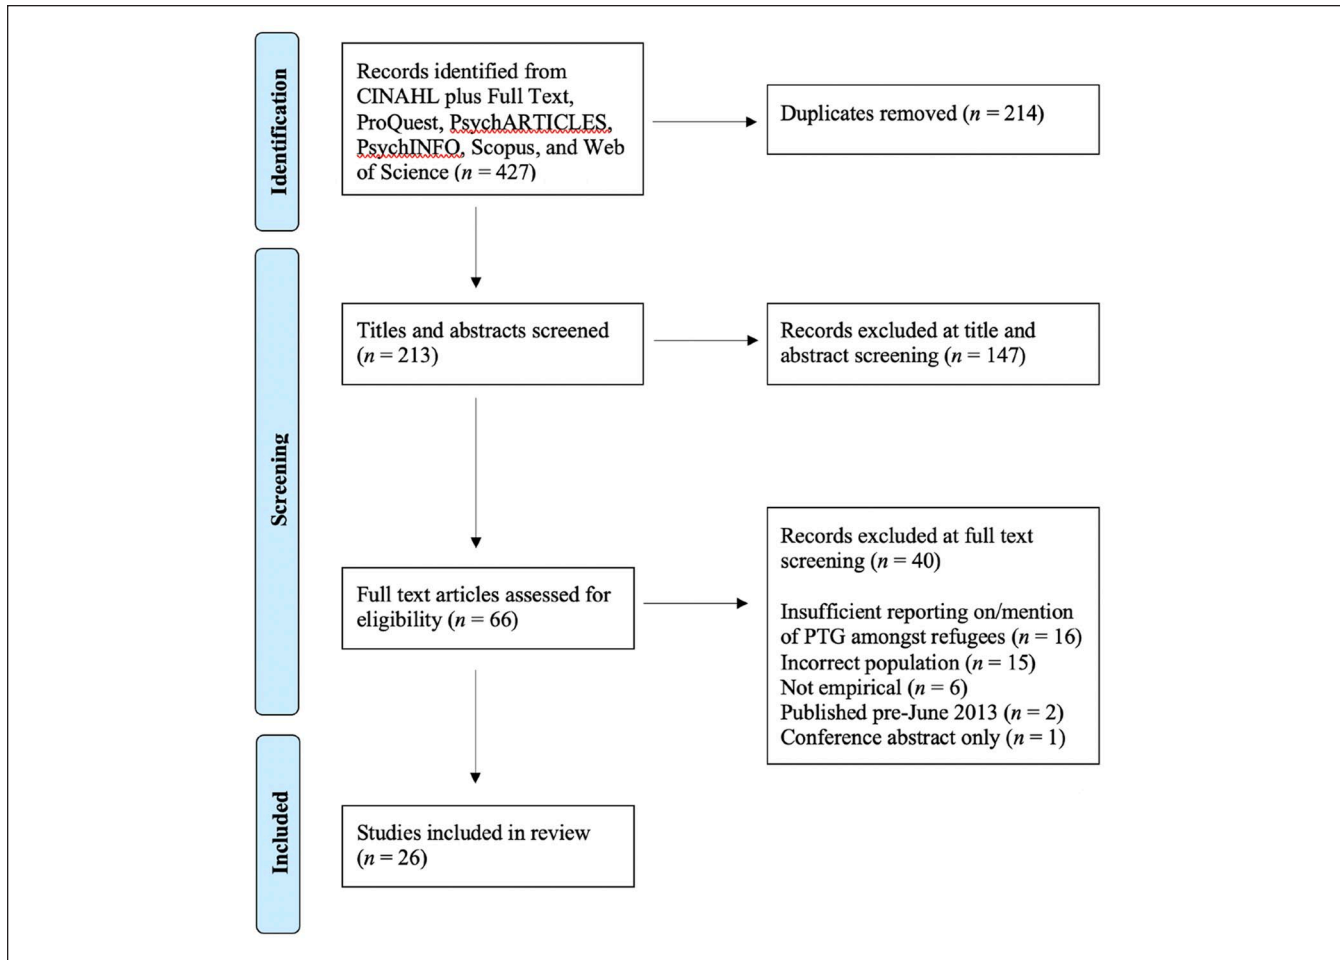 Identification
Records identified from
CINAHL plus Full Text,
ProQuest, PsychARTICLES,
PsychINFO, Scopus, and Web
of Science (n = 427)
Duplicates removed (n = 214)
Screening
Titles and abstracts screened
(n = 213)
Records excluded at title and
abstract screening (n = 147)
Full text articles assessed for
eligibility (n = 66)
Records excluded at full text
screening (n = 40)
Insufficient reporting on/mention
of PTG amongst refugees (n = 16)
Incorrect population (n = 15)
Not empirical (n = 6)
Published pre-June 2013 (n = 2)
Conference abstract only (n = 1)
Included
Studies included in review
(n = 26)